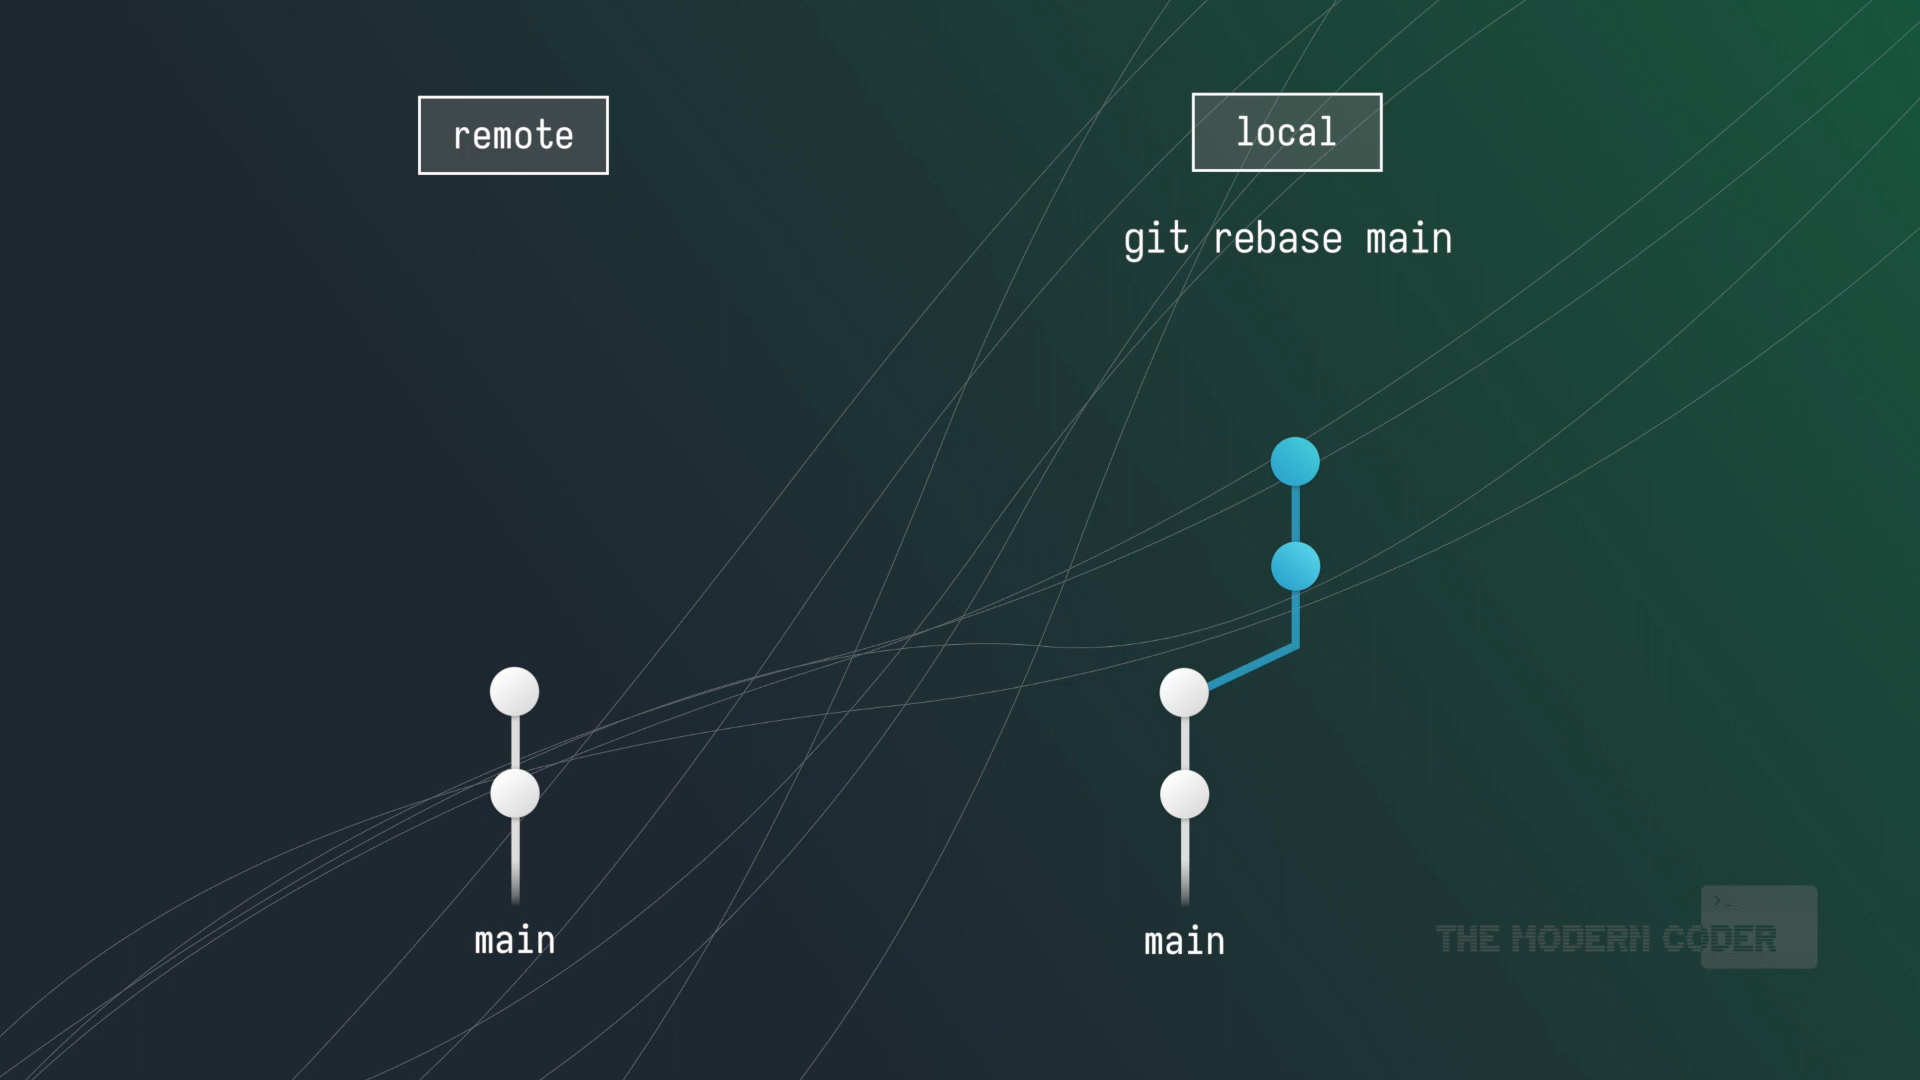 remote
local
git rebase main
main
main
THE MODERN CODER
>_